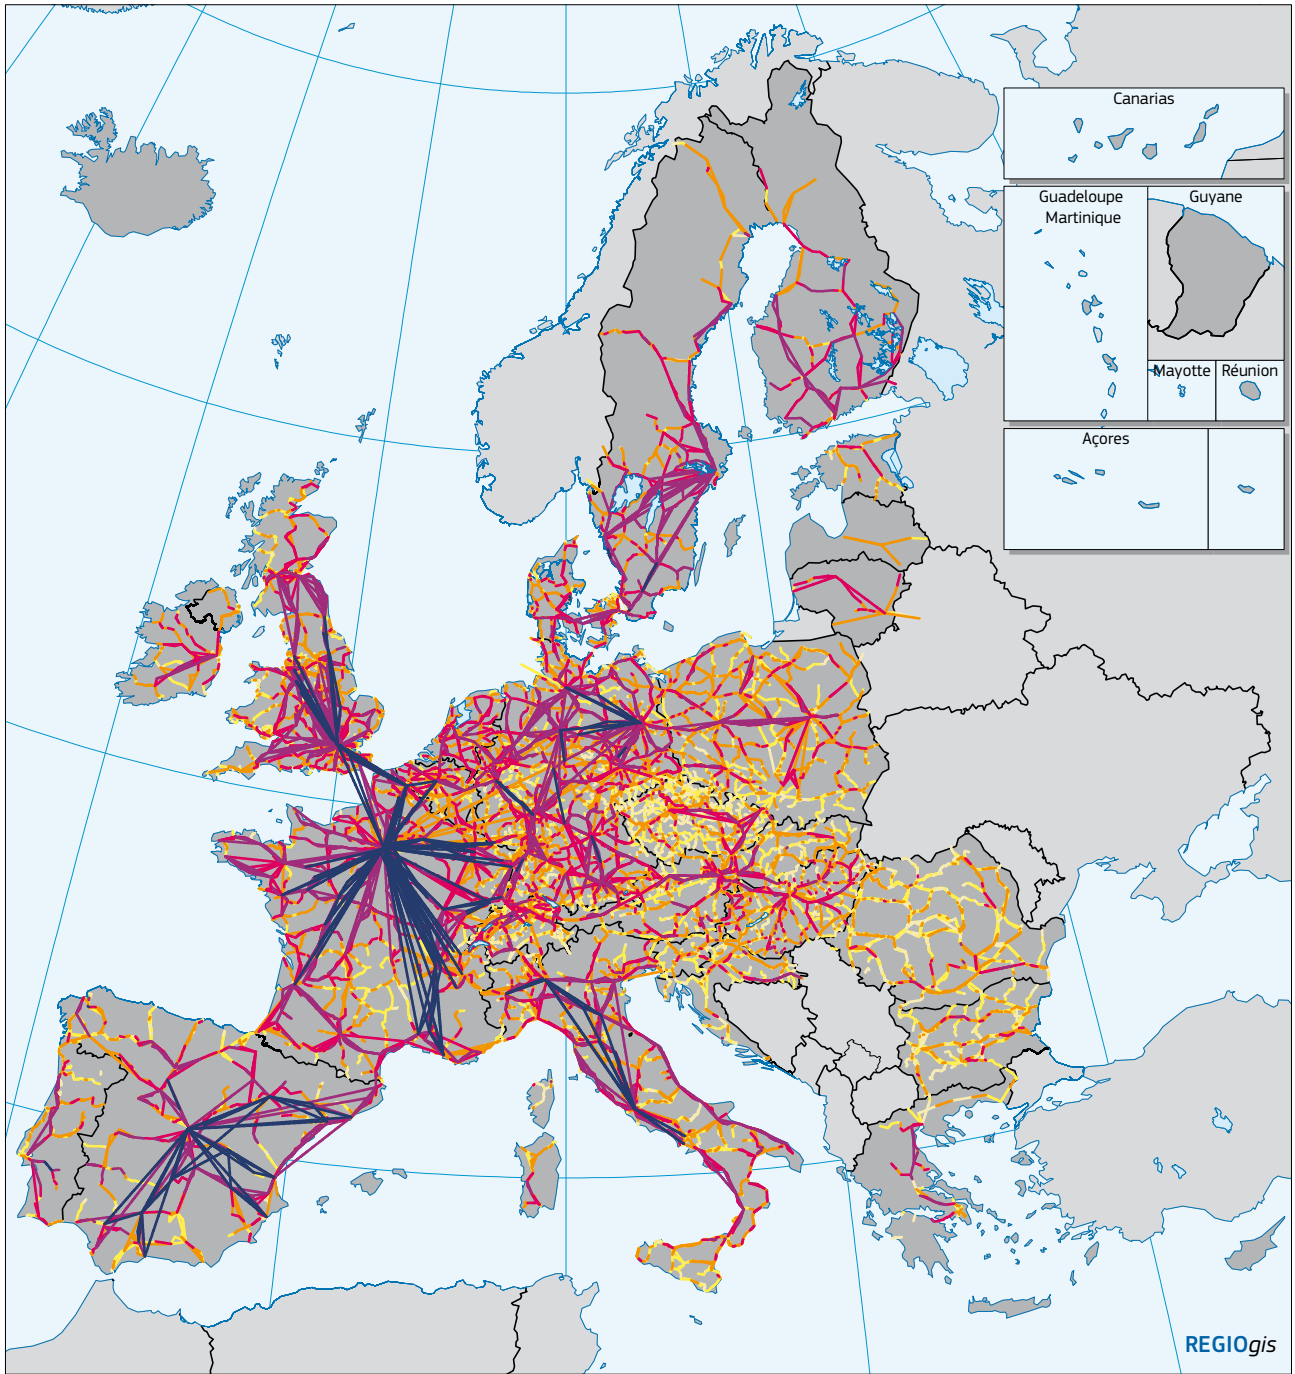 Canarias
Guadeloupe
Martinique
Guyane
Mayotte
Réunion
Açores
REGIOgis